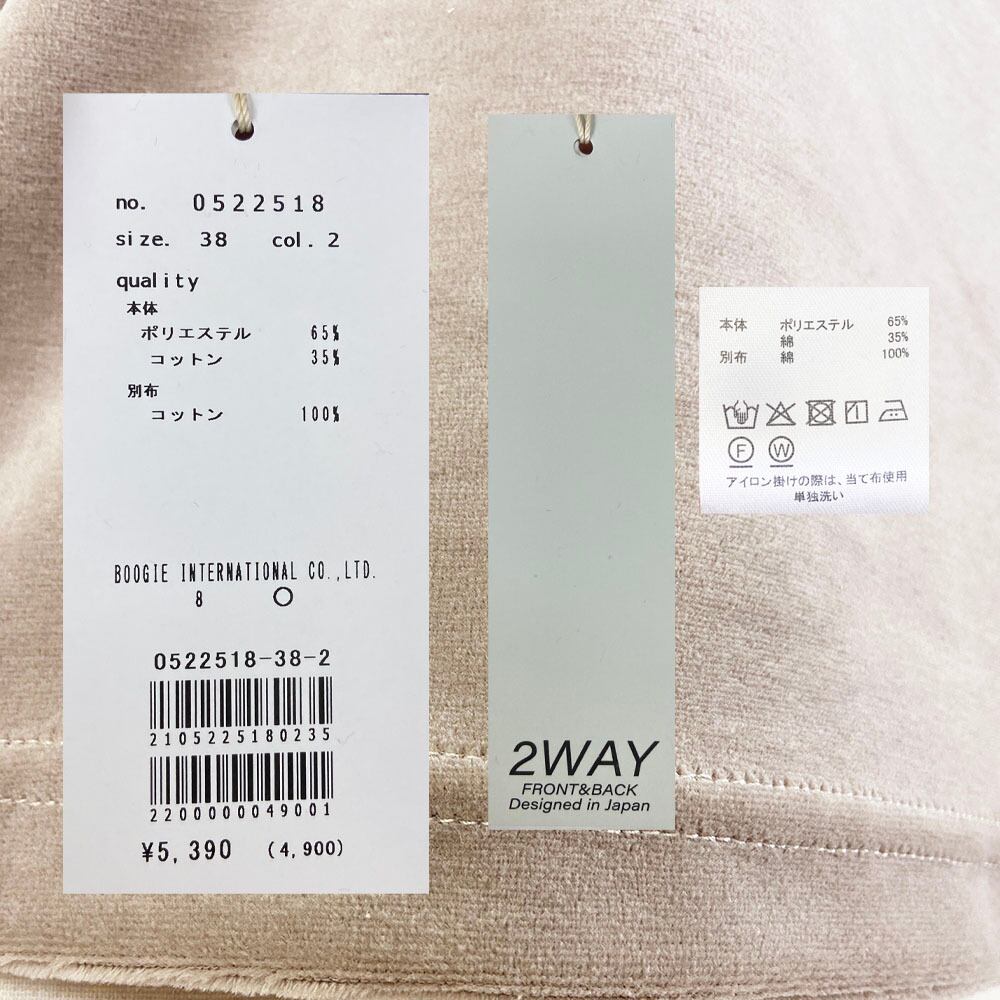 no. 0522518
size. 38 col. 2
quality
本体
ポリエステル 65%
コットン 35%
別布
コットン 100%
BOOGIE INTERNATIONAL CO.,LTD.
8 ○
0522518-38-2
2105225180235
2200000049001
¥5,390 (4,900)
2WAY
FRONT&BACK
Designed in Japan
本体 ポリエステル 65%
綿 35%
別布 綿 100%
F W
アイロン掛けの際は、当て布使用
単独洗い